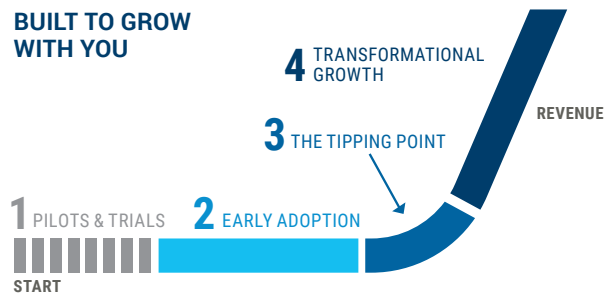 BUILT TO GROW
WITH YOU
4 TRANSFORMATIONAL
GROWTH
REVENUE
3 THE TIPPING POINT
1 PILOTS & TRIALS
2 EARLY ADOPTION
START